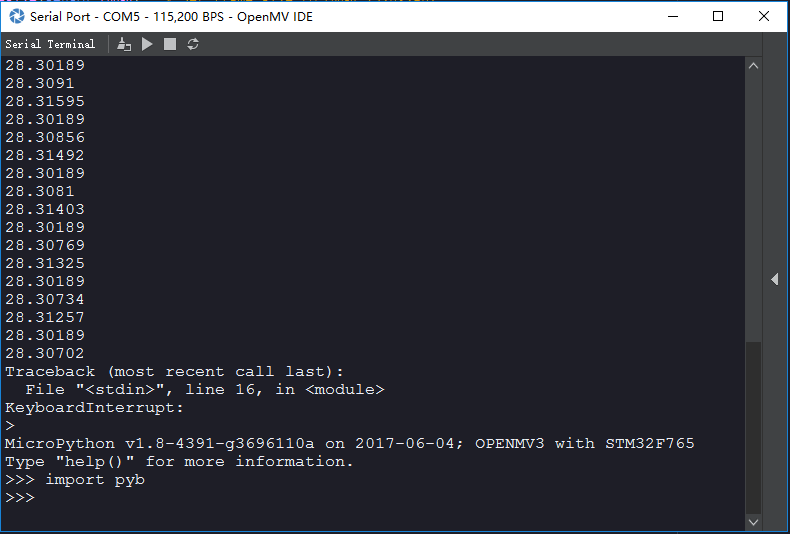 Serial Port - COM5 - 115,200 BPS - OpenMV IDE
Serial Terminal
28.30189
28.3091
28.31595
28.30189
28.30856
28.31492
28.30189
28.3081
28.31403
28.30189
28.30769
28.31325
28.30189
28.30734
28.31257
28.30189
28.30702
Traceback (most recent call last):
  File "<stdin>", line 16, in <module>
KeyboardInterrupt:
>
MicroPython v1.8-4391-g3696110a on 2017-06-04; OPENMV3 with STM32F765
Type "help()" for more information.
>>> import pyb
>>>